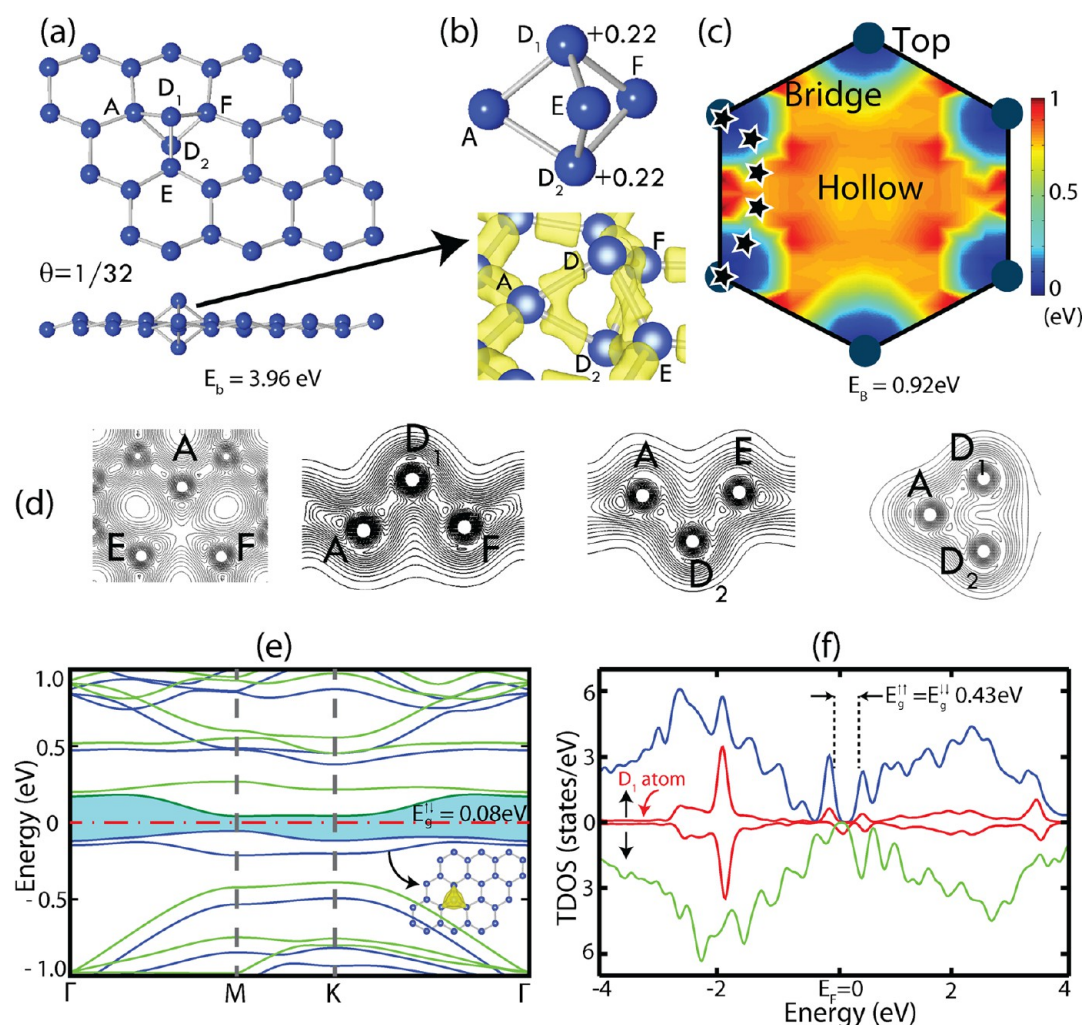 (a)
A
D1
F
D2
E
θ=1/32
Eb = 3.96 eV
(b)
D1
+0.22
F
E
A
D2
+0.22
F
D1
A
D2
E
(c)
Top
Bridge
Hollow
1
0.5
0
(eV)
EB = 0.92eV
(d)
A
E
F
D1
A
F
A
E
D2
D1
A
D2
(e)
Energy (eV)
1.0
0.5
0
-0.5
-1.0
Eg↑↓ = 0.08eV
Γ
M
K
Γ
(f)
TDOS (states/eV)
6
3
0
3
6
Eg↑↑ = Eg↓↓ 0.43eV
D1 atom
-4
-2
EF=0
2
4
Energy (eV)